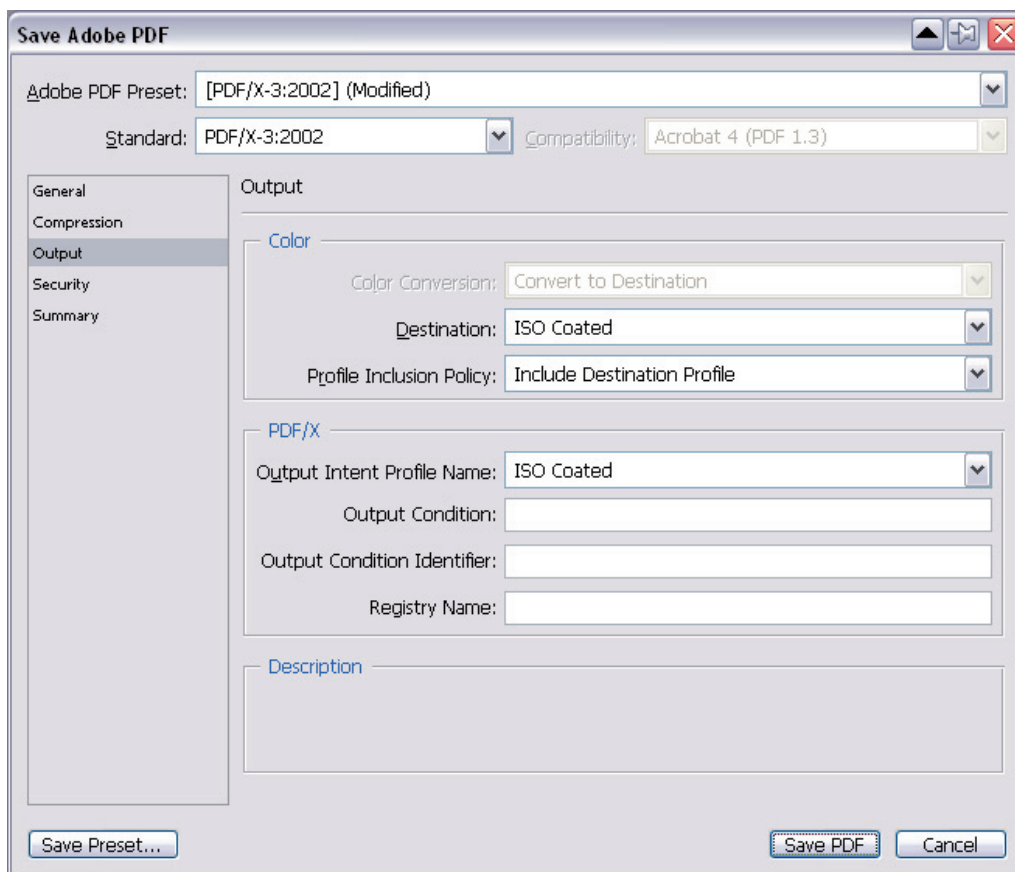 Save Adobe PDF
Adobe PDF Preset: [PDF/X-3:2002] (Modified)
Standard: PDF/X-3:2002 Compatibility: Acrobat 4 (PDF 1.3)
General
Compression
Output
Security
Summary
Output
Color
Color Conversion: Convert to Destination
Destination: ISO Coated
Profile Inclusion Policy: Include Destination Profile
PDF/X
Output Intent Profile Name: ISO Coated
Output Condition:
Output Condition Identifier:
Registry Name:
Description
Save Preset... Save PDF Cancel